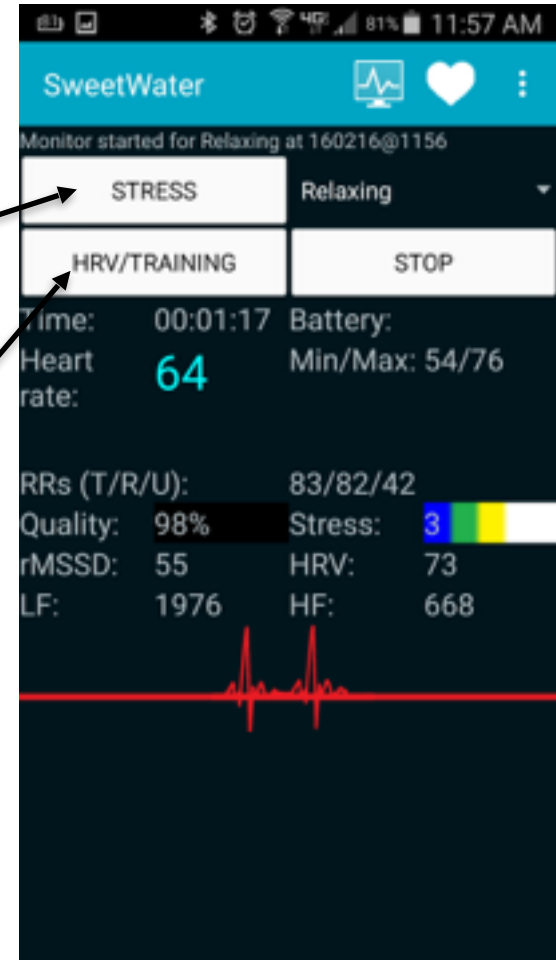 4G 81% 11:57 AM
SweetWater
Monitor started for Relaxing at 160216@1156
STRESS Relaxing
HRV/TRAINING STOP
Time: 00:01:17 Battery:
Heart rate: 64 Min/Max: 54/76
RRs (T/R/U): 83/82/42
Quality: 98% Stress: 3
rMSSD: 55 HRV: 73
LF: 1976 HF: 668